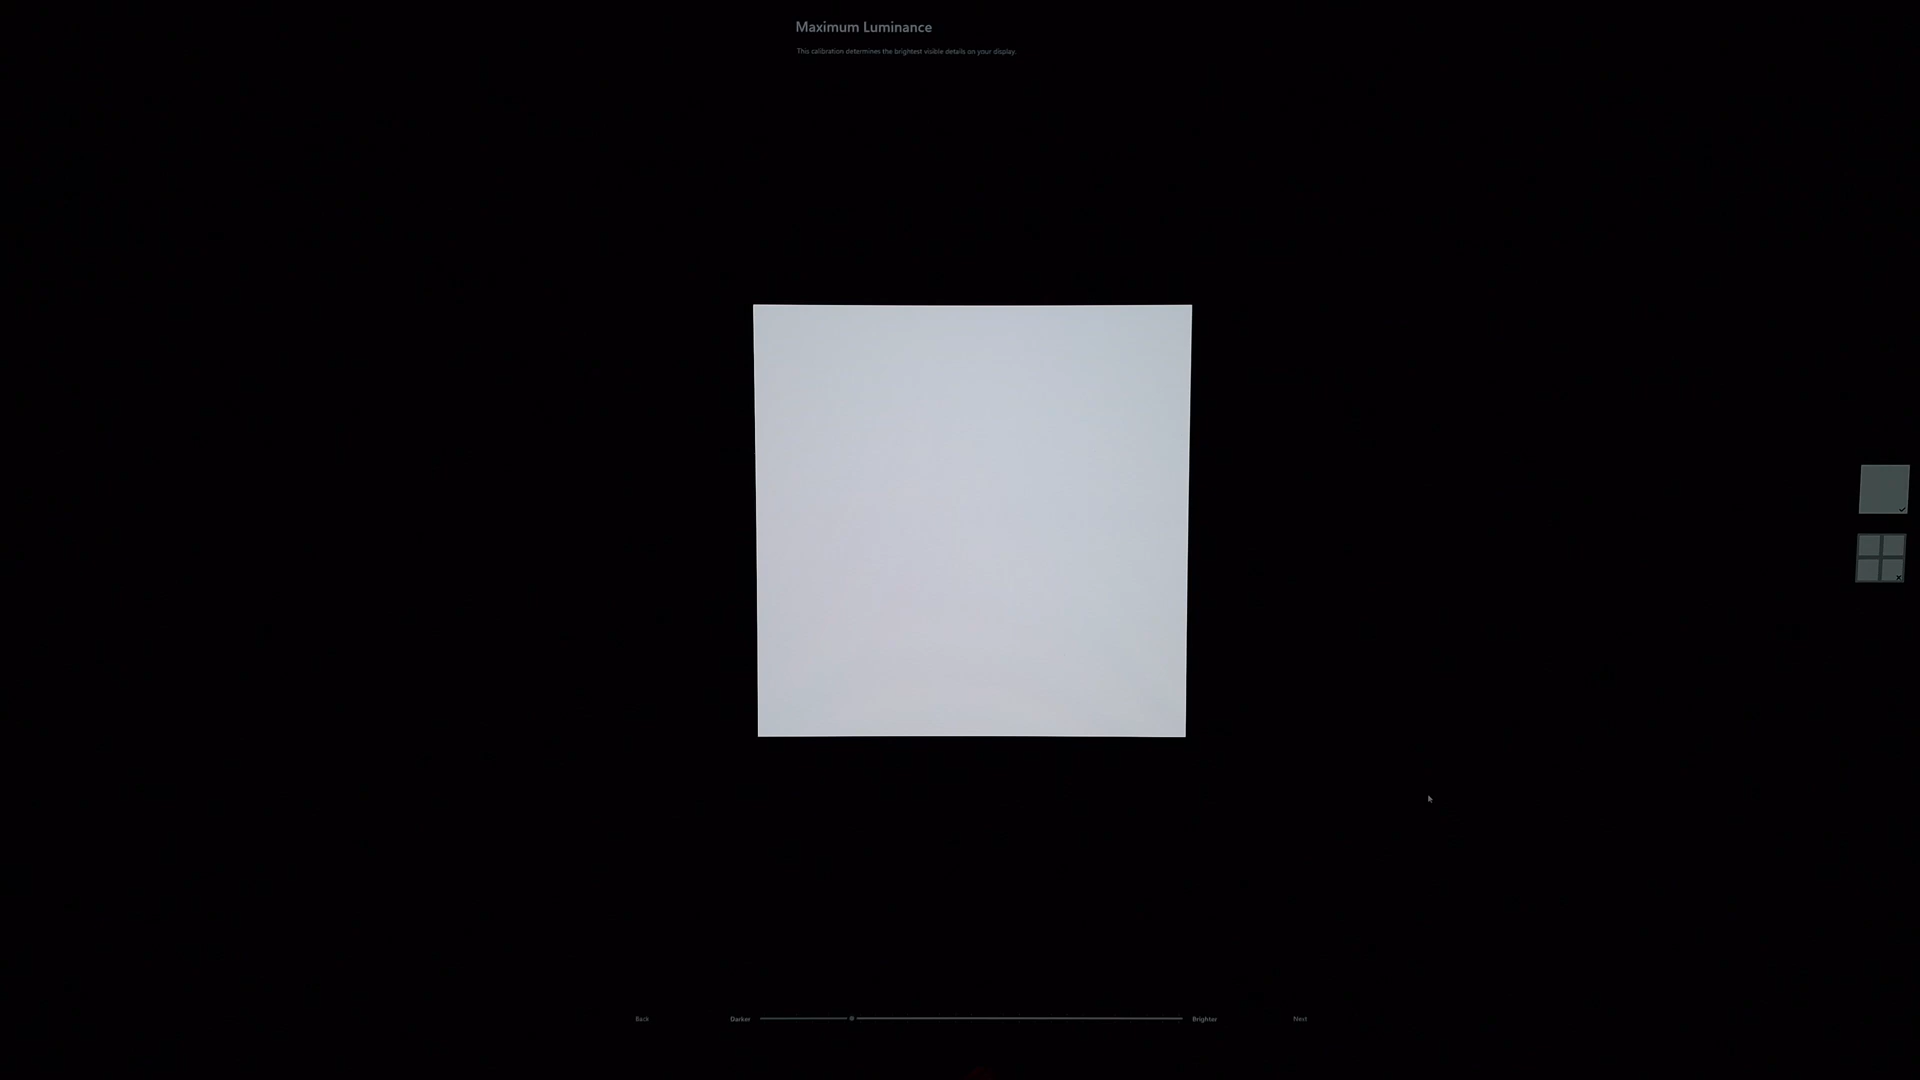 Maximum Luminance
This calibration determines the brightest visible details on your display.
Back
Darker
Brighter
Next